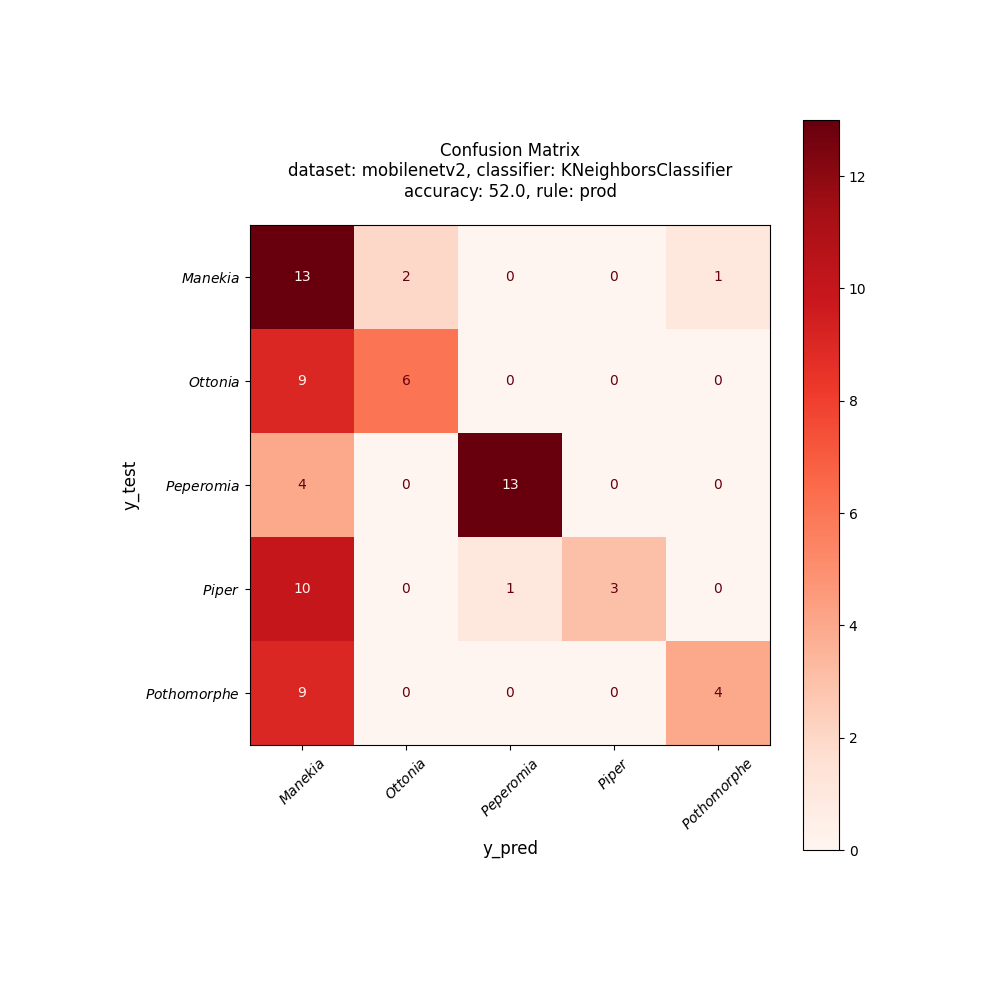 Confusion Matrix
dataset: mobilenetv2, classifier: KNeighborsClassifier
accuracy: 52.0, rule: prod
y_test
Manekia 13 2 0 0 1
Ottonia 9 6 0 0 0
Peperomia 4 0 13 0 0
Piper 10 0 1 3 0
Pothomorphe 9 0 0 0 4
Manekia Ottonia Peperomia Piper Pothomorphe
y_pred
12
10
8
6
4
2
0